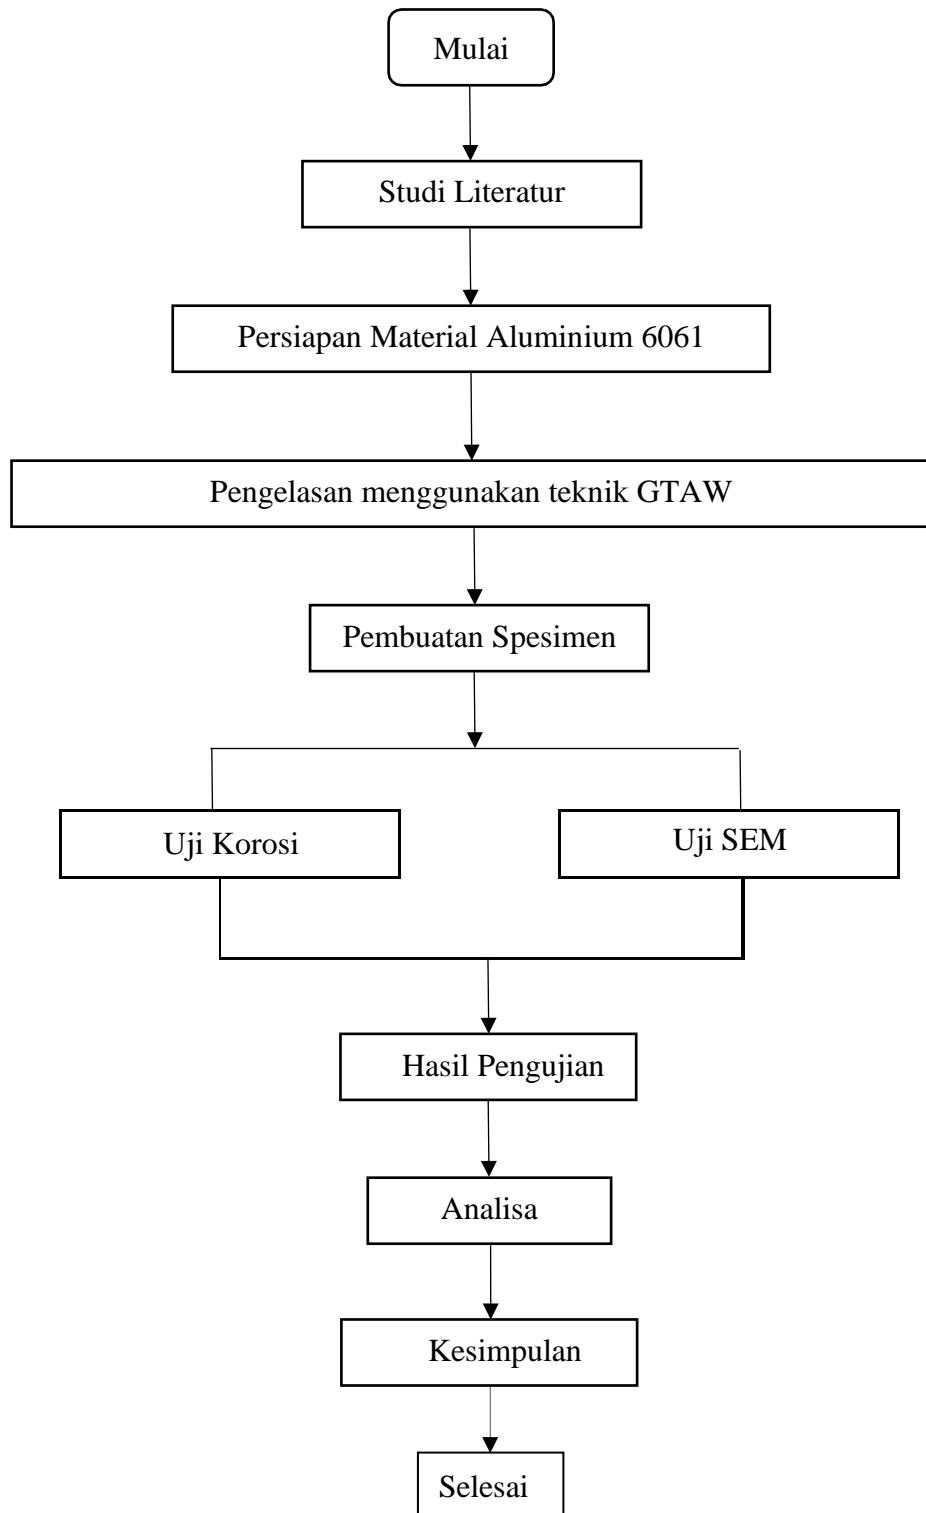 Mulai
Studi Literatur
Persiapan Material Aluminium 6061
Pengelasan menggunakan teknik GTAW
Pembuatan Spesimen
Uji Korosi
Uji SEM
Hasil Pengujian
Analisa
Kesimpulan
Selesai